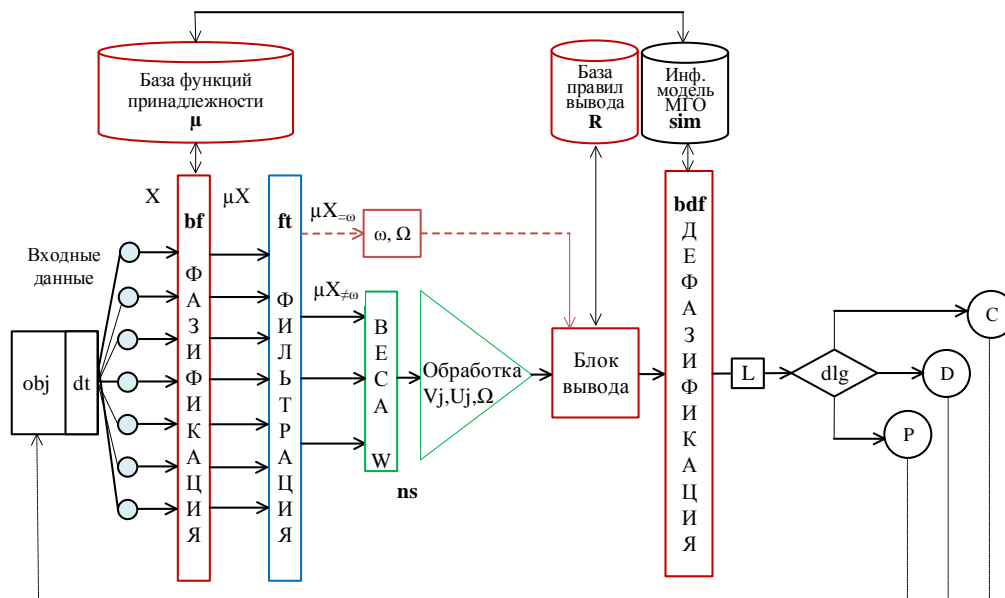 База функций
принадлежности
μ
База
правил
вывода
R
Инф.
модель
МГО
sim
X
bf
μX
ft
μX=ω
ω, Ω
bdf
Входные
данные
Ф
А
З
И
Ф
И
К
А
Ц
И
Я
Ф
И
Л
Ь
Т
Р
А
Ц
И
Я
μX≠ω
В
Е
С
А
W
ns
obj
dt
Обработка
Vj,Uj,Ω
Блок
вывода
Д
Е
Ф
А
З
И
Ф
И
К
А
Ц
И
Я
L
dlg
C
D
P